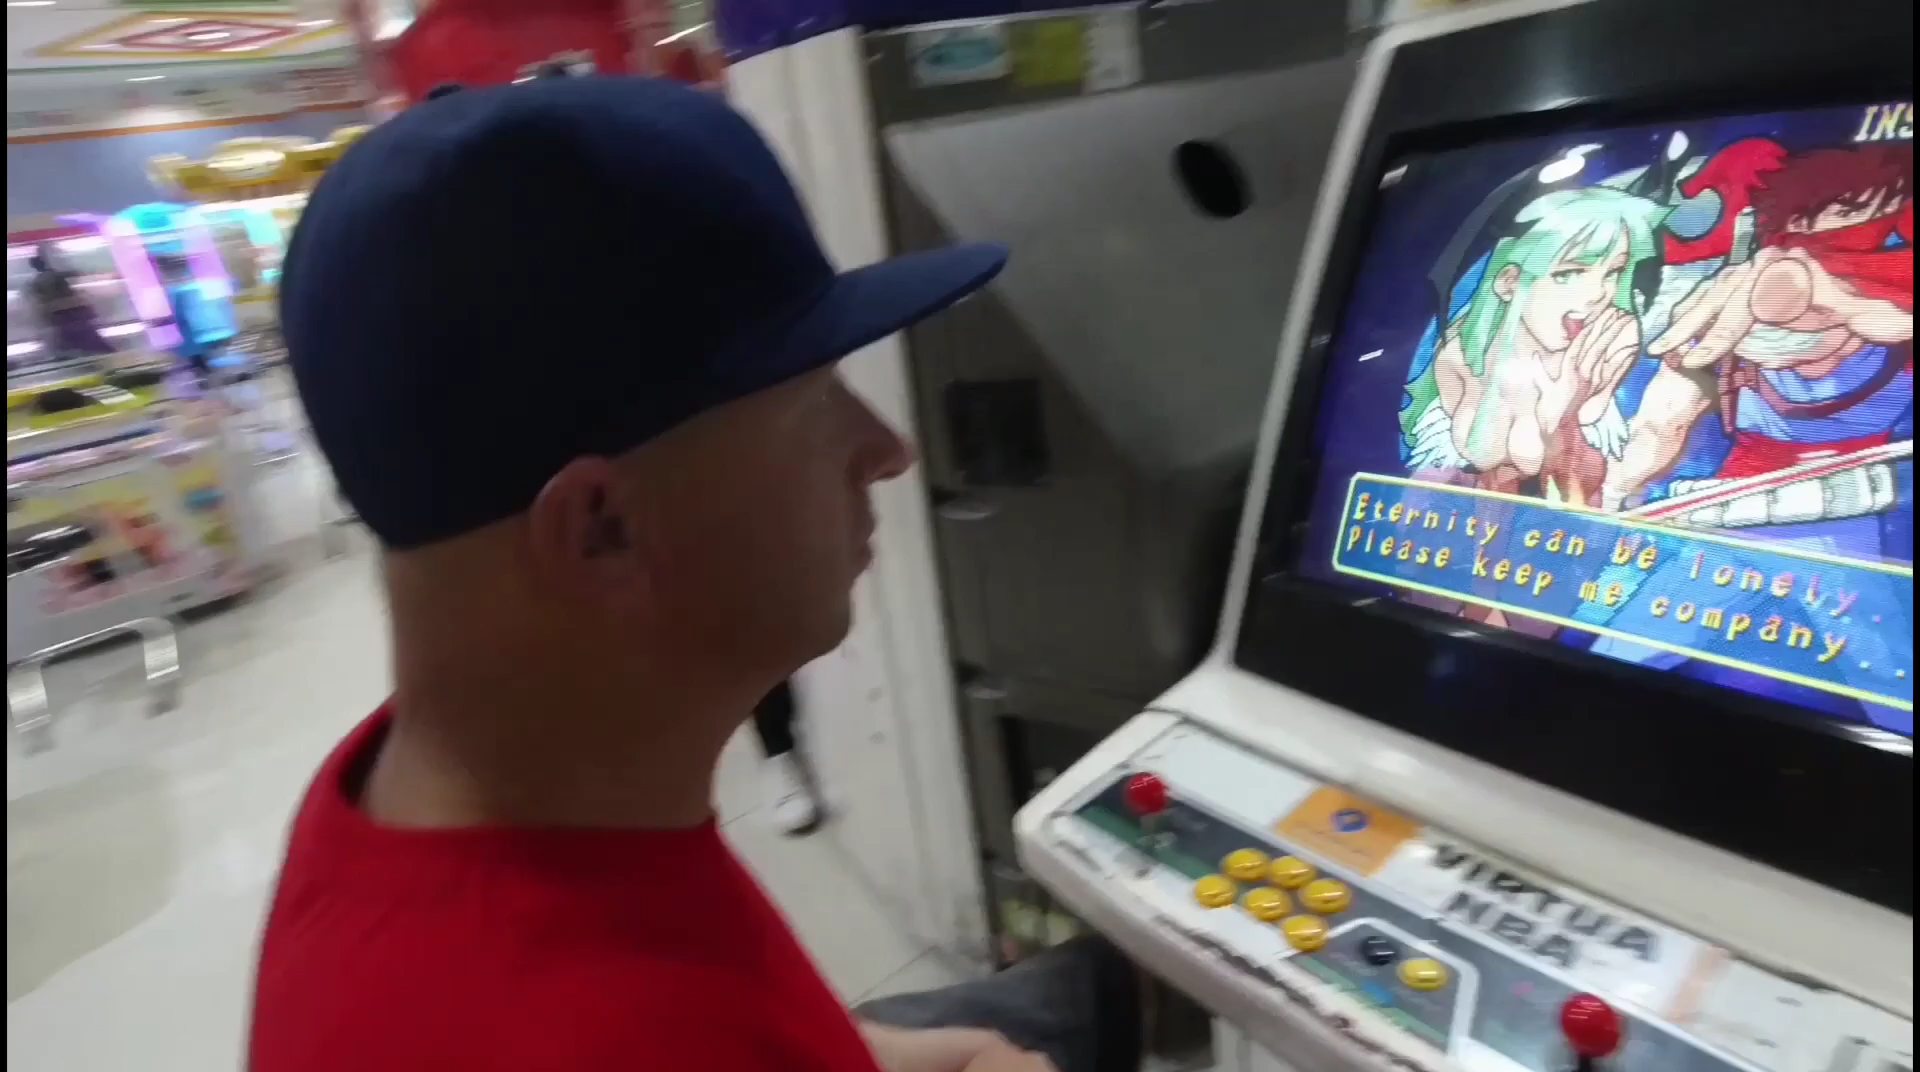 INS
Eternity can be lonely..
Please keep me company...
VIRTUA
NBA